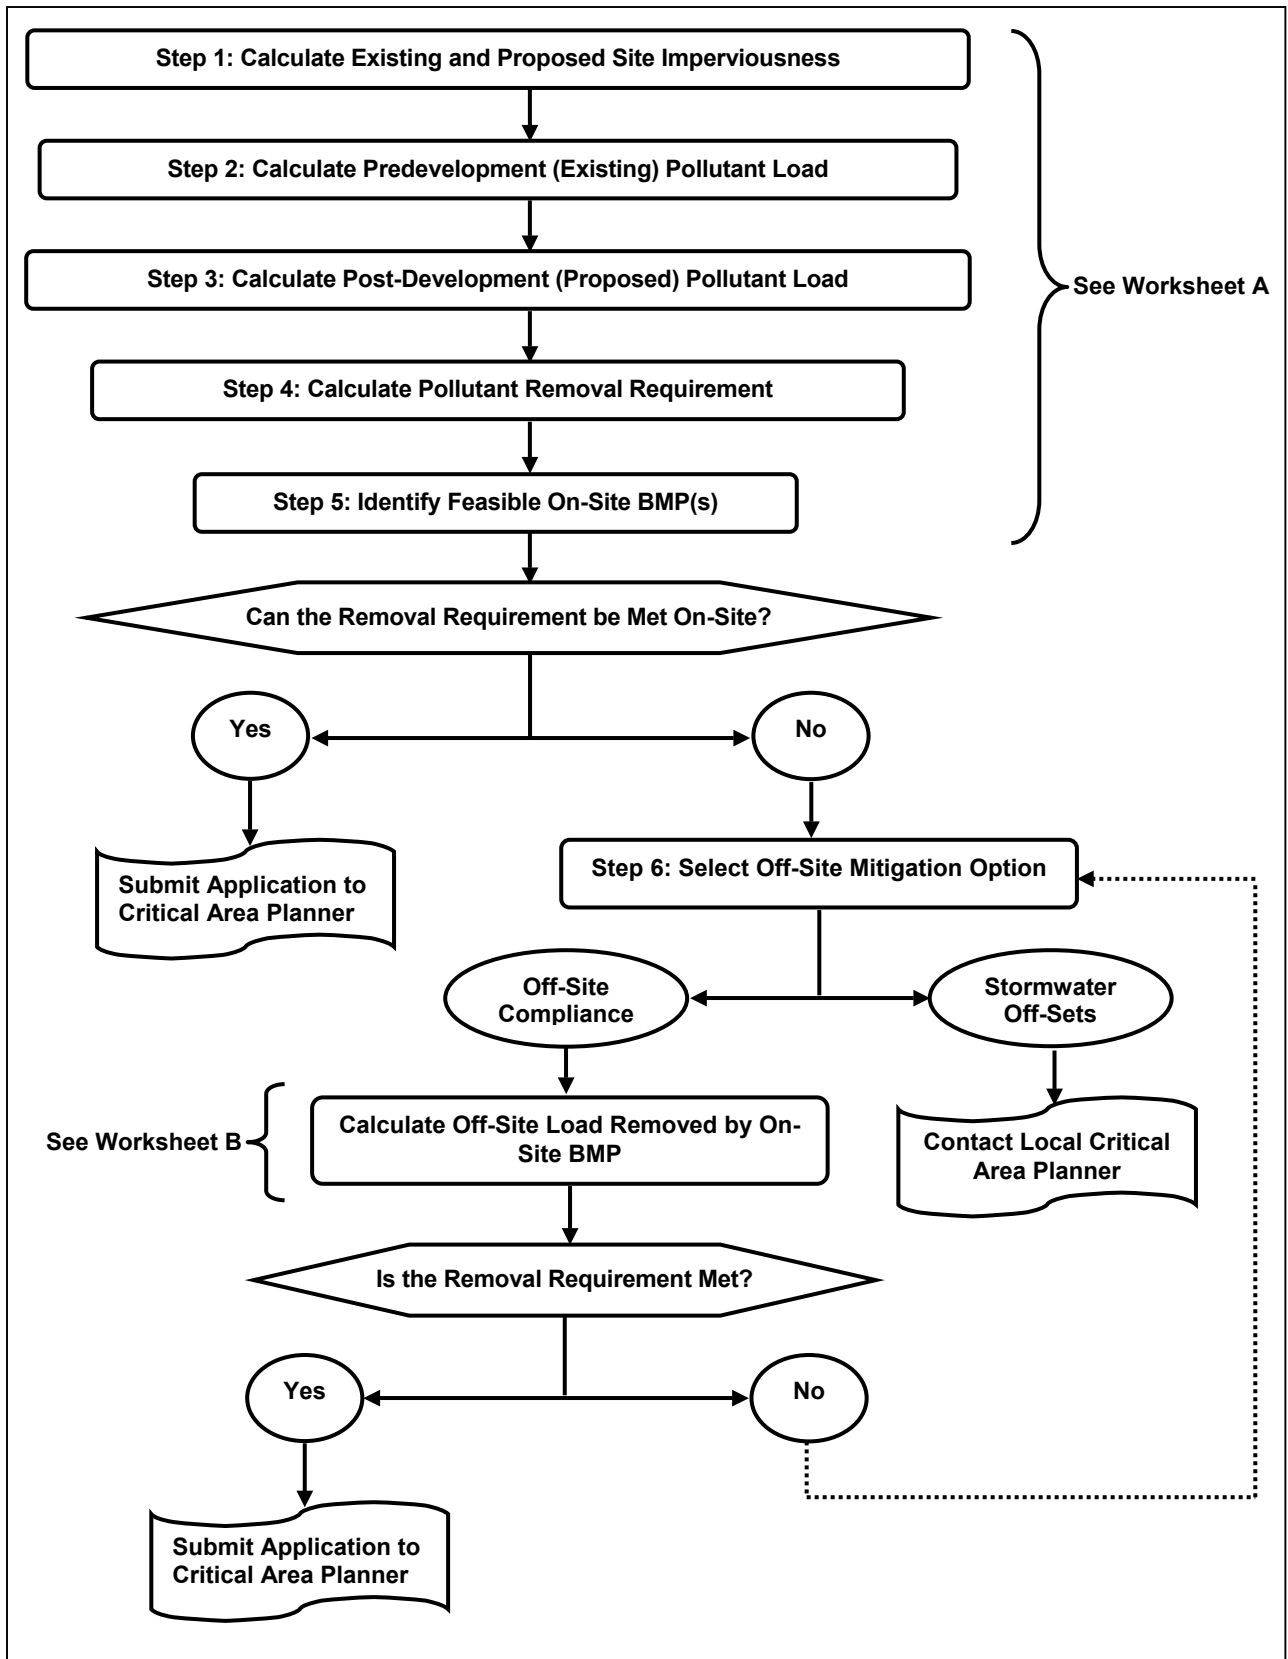 Step 1: Calculate Existing and Proposed Site Imperviousness
Step 2: Calculate Predevelopment (Existing) Pollutant Load
Step 3: Calculate Post-Development (Proposed) Pollutant Load
See Worksheet A
Step 4: Calculate Pollutant Removal Requirement
Step 5: Identify Feasible On-Site BMP(s)
Can the Removal Requirement be Met On-Site?
Yes
No
Submit Application to
Critical Area Planner
Step 6: Select Off-Site Mitigation Option
Off-Site
Compliance
Stormwater
Off-Sets
See Worksheet B
Calculate Off-Site Load Removed by On-
Site BMP
Contact Local Critical
Area Planner
Is the Removal Requirement Met?
Yes
No
Submit Application to
Critical Area Planner